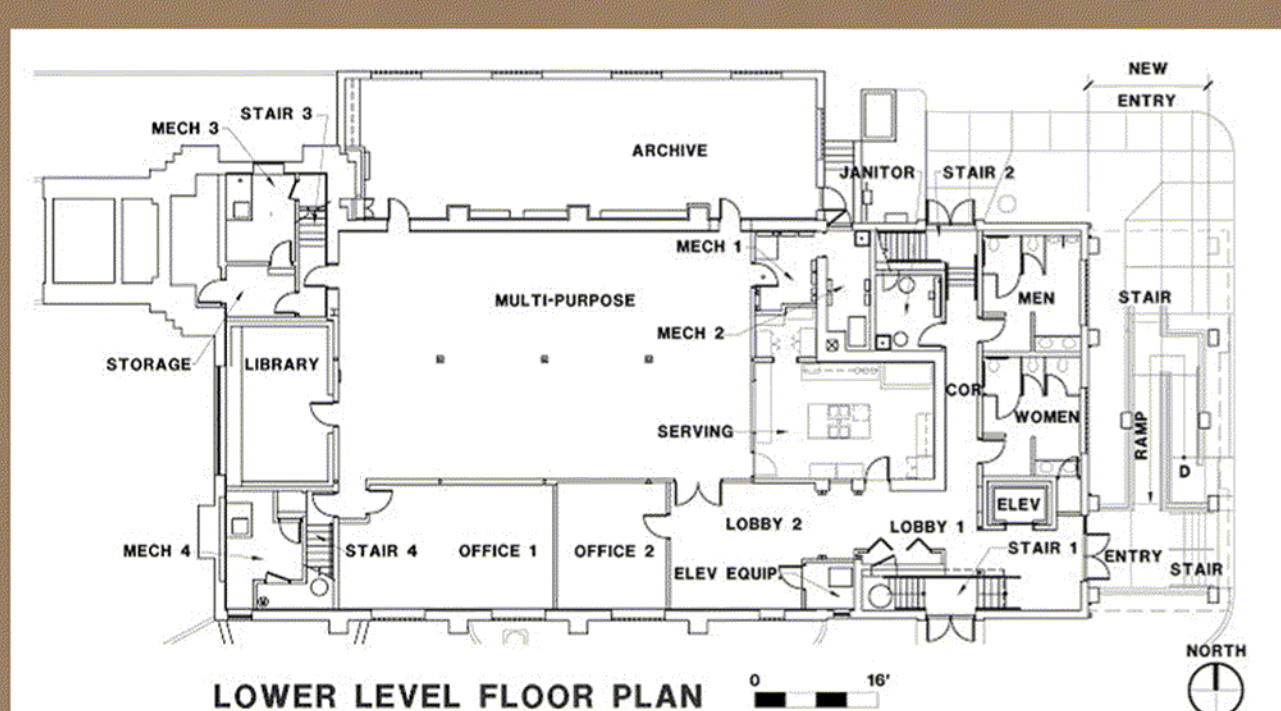 NEW
ENTRY
STAIR 3
MECH 3
ARCHIVE
JANITOR
STAIR 2
MECH 1
MULTI-PURPOSE
MEN
STAIR
MECH 2
STORAGE
LIBRARY
COR
WOMEN
SERVING
RAMP
D
ELEV
LOBBY 2
LOBBY 1
MECH 4
STAIR 4
OFFICE 1
OFFICE 2
STAIR 1
ENTRY
ELEV EQUIP.
STAIR
NORTH
LOWER LEVEL FLOOR PLAN
0 16'